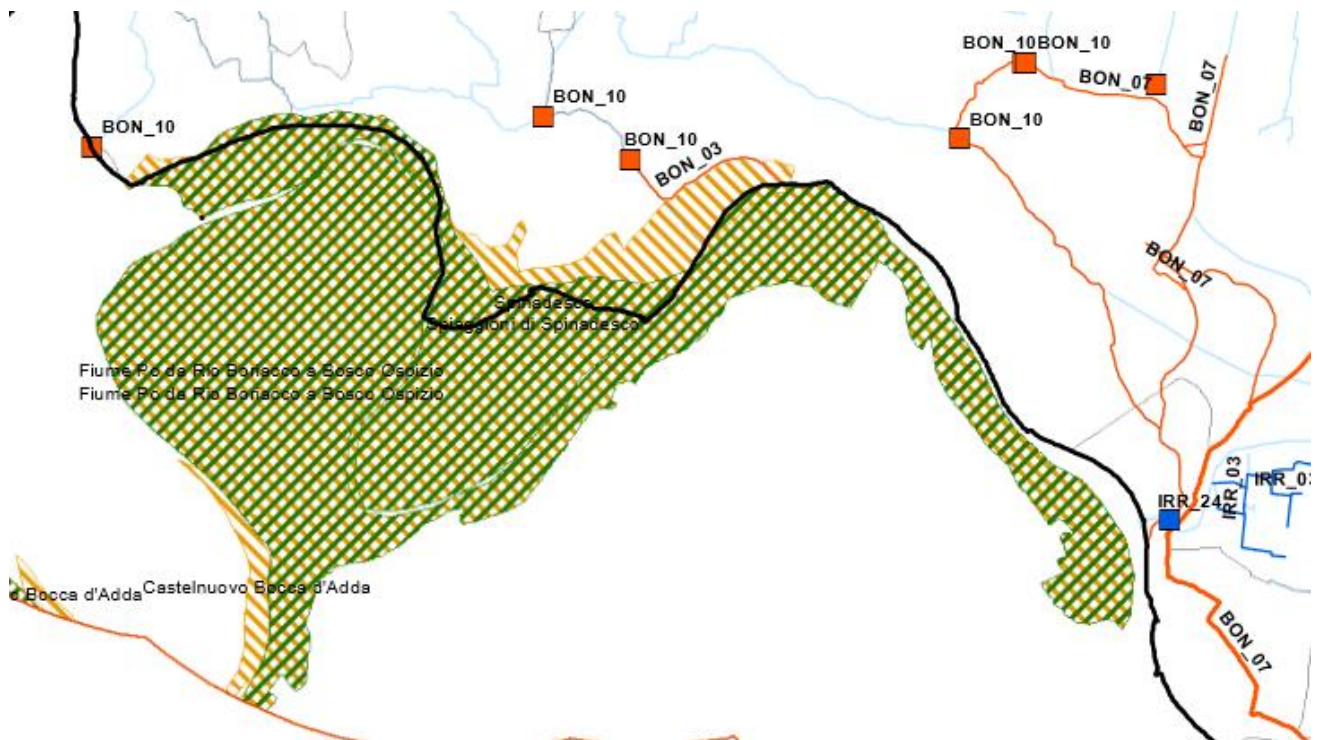 BON_10BON_10
BON_07
BON_07
BON_10
BON_10
BON_10
BON_10
BON_03
BON_07
Spinadesco
Spiaggioni di Spinadesco
Fiume Po da Rio Boriacco a Bosco Ospizio
Fiume Po da Rio Boriacco a Bosco Ospizio
IRR_03
IRR_03
IRR_24
Castelnuovo Bocca d'Adda
o Bocca d'Adda
BON_07